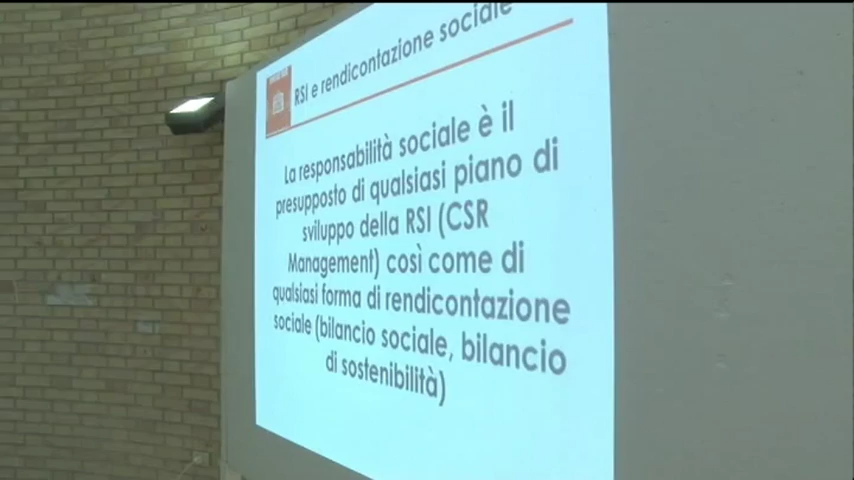 RSI e rendicontazione sociale
La responsabilità sociale è il
presupposto di qualsiasi piano di
sviluppo della RSI (CSR
Management) così come di
qualsiasi forma di rendicontazione
sociale (bilancio sociale, bilancio
di sostenibilità)